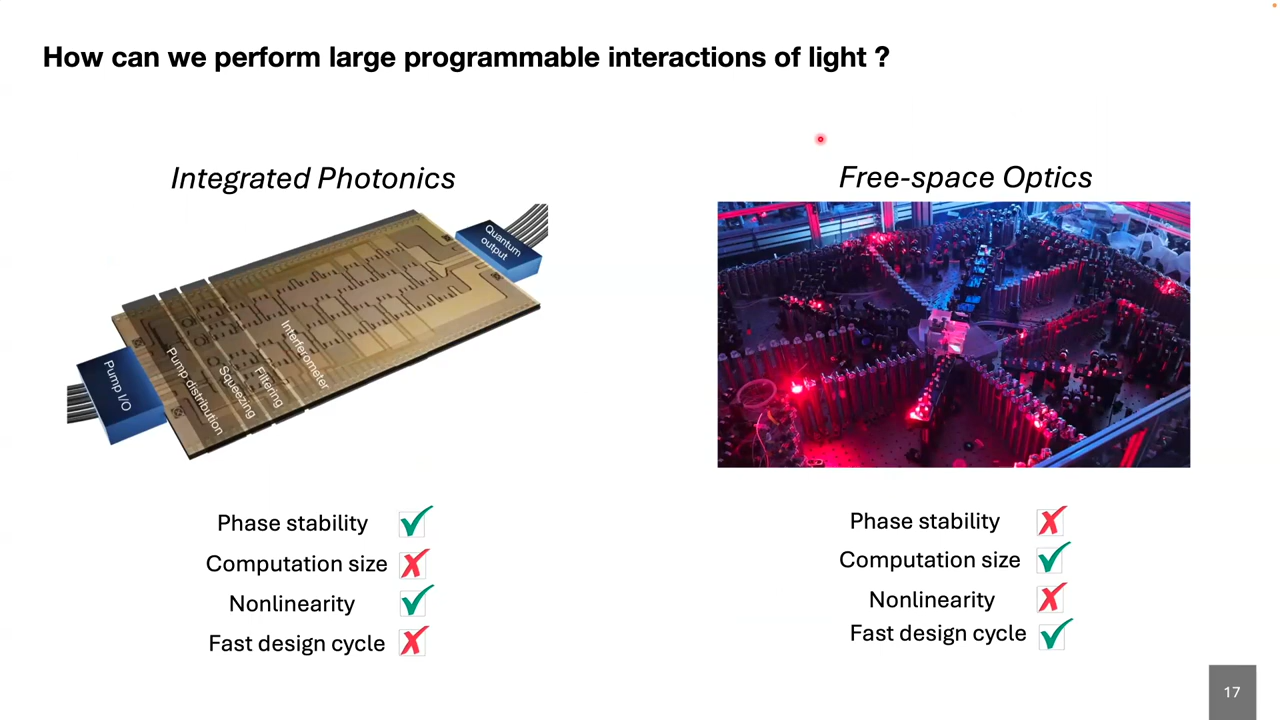 How can we perform large programmable interactions of light ?
Integrated Photonics
Quantum
output
Pump I/O
Pump distribution
Squeezing
Filtering
Interferometer
Phase stability
Computation size
Nonlinearity
Fast design cycle
Free-space Optics
Phase stability
Computation size
Nonlinearity
Fast design cycle
17